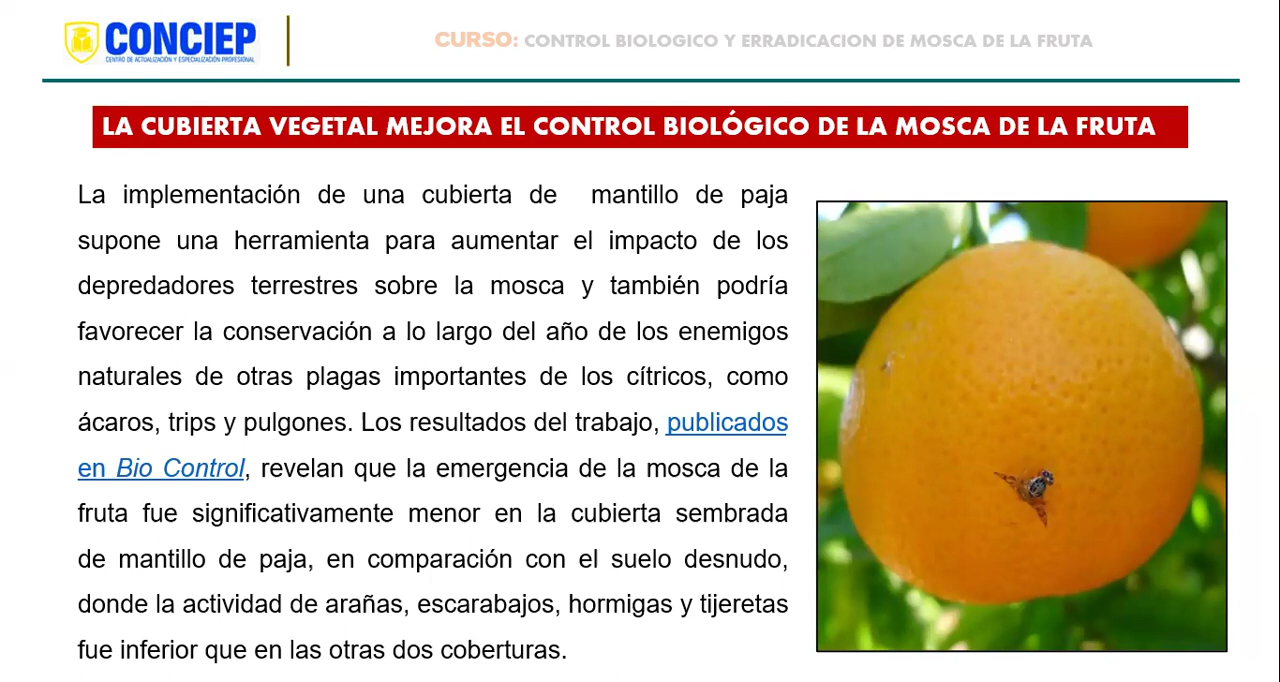 CONCIEP
CENTRO DE ACTUALIZACIÓN Y ESPECIALIZACIÓN PROFESIONAL
CURSO: CONTROL BIOLOGICO Y ERRADICACION DE MOSCA DE LA FRUTA
LA CUBIERTA VEGETAL MEJORA EL CONTROL BIOLÓGICO DE LA MOSCA DE LA FRUTA
La implementación de una cubierta de mantillo de paja
supone una herramienta para aumentar el impacto de los
depredadores terrestres sobre la mosca y también podría
favorecer la conservación a lo largo del año de los enemigos
naturales de otras plagas importantes de los cítricos, como
ácaros, trips y pulgones. Los resultados del trabajo, publicados
en Bio Control, revelan que la emergencia de la mosca de la
fruta fue significativamente menor en la cubierta sembrada
de mantillo de paja, en comparación con el suelo desnudo,
donde la actividad de arañas, escarabajos, hormigas y tijeretas
fue inferior que en las otras dos coberturas.